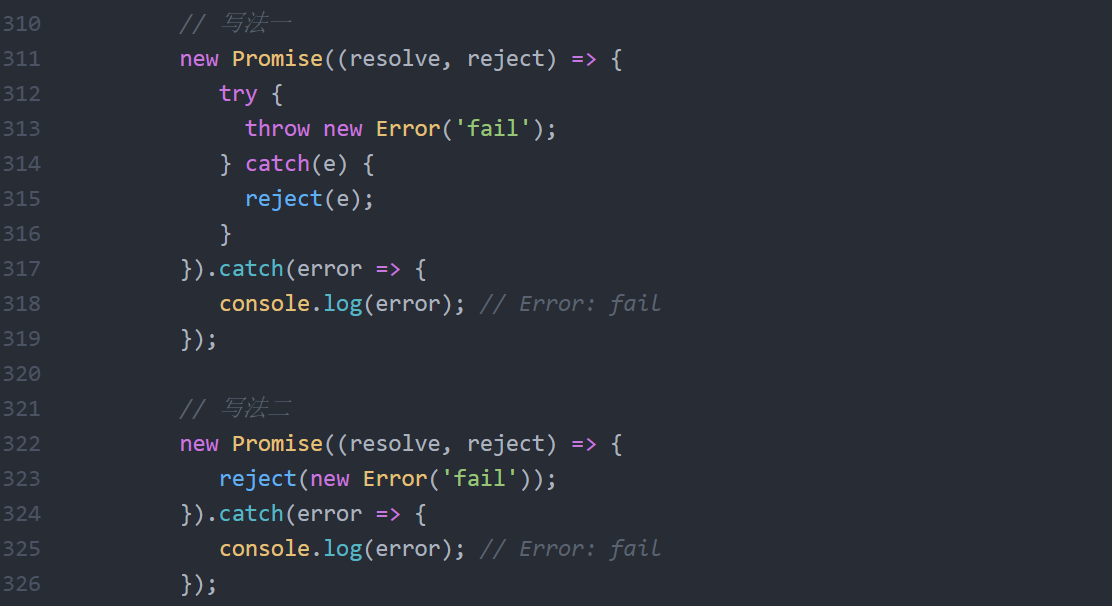 310 // 写法一
311 new Promise((resolve, reject) => {
312 try {
313 throw new Error('fail');
314 } catch(e) {
315 reject(e);
316 }
317 }).catch(error => {
318 console.log(error); // Error: fail
319 });
320
321 // 写法二
322 new Promise((resolve, reject) => {
323 reject(new Error('fail'));
324 }).catch(error => {
325 console.log(error); // Error: fail
326 });